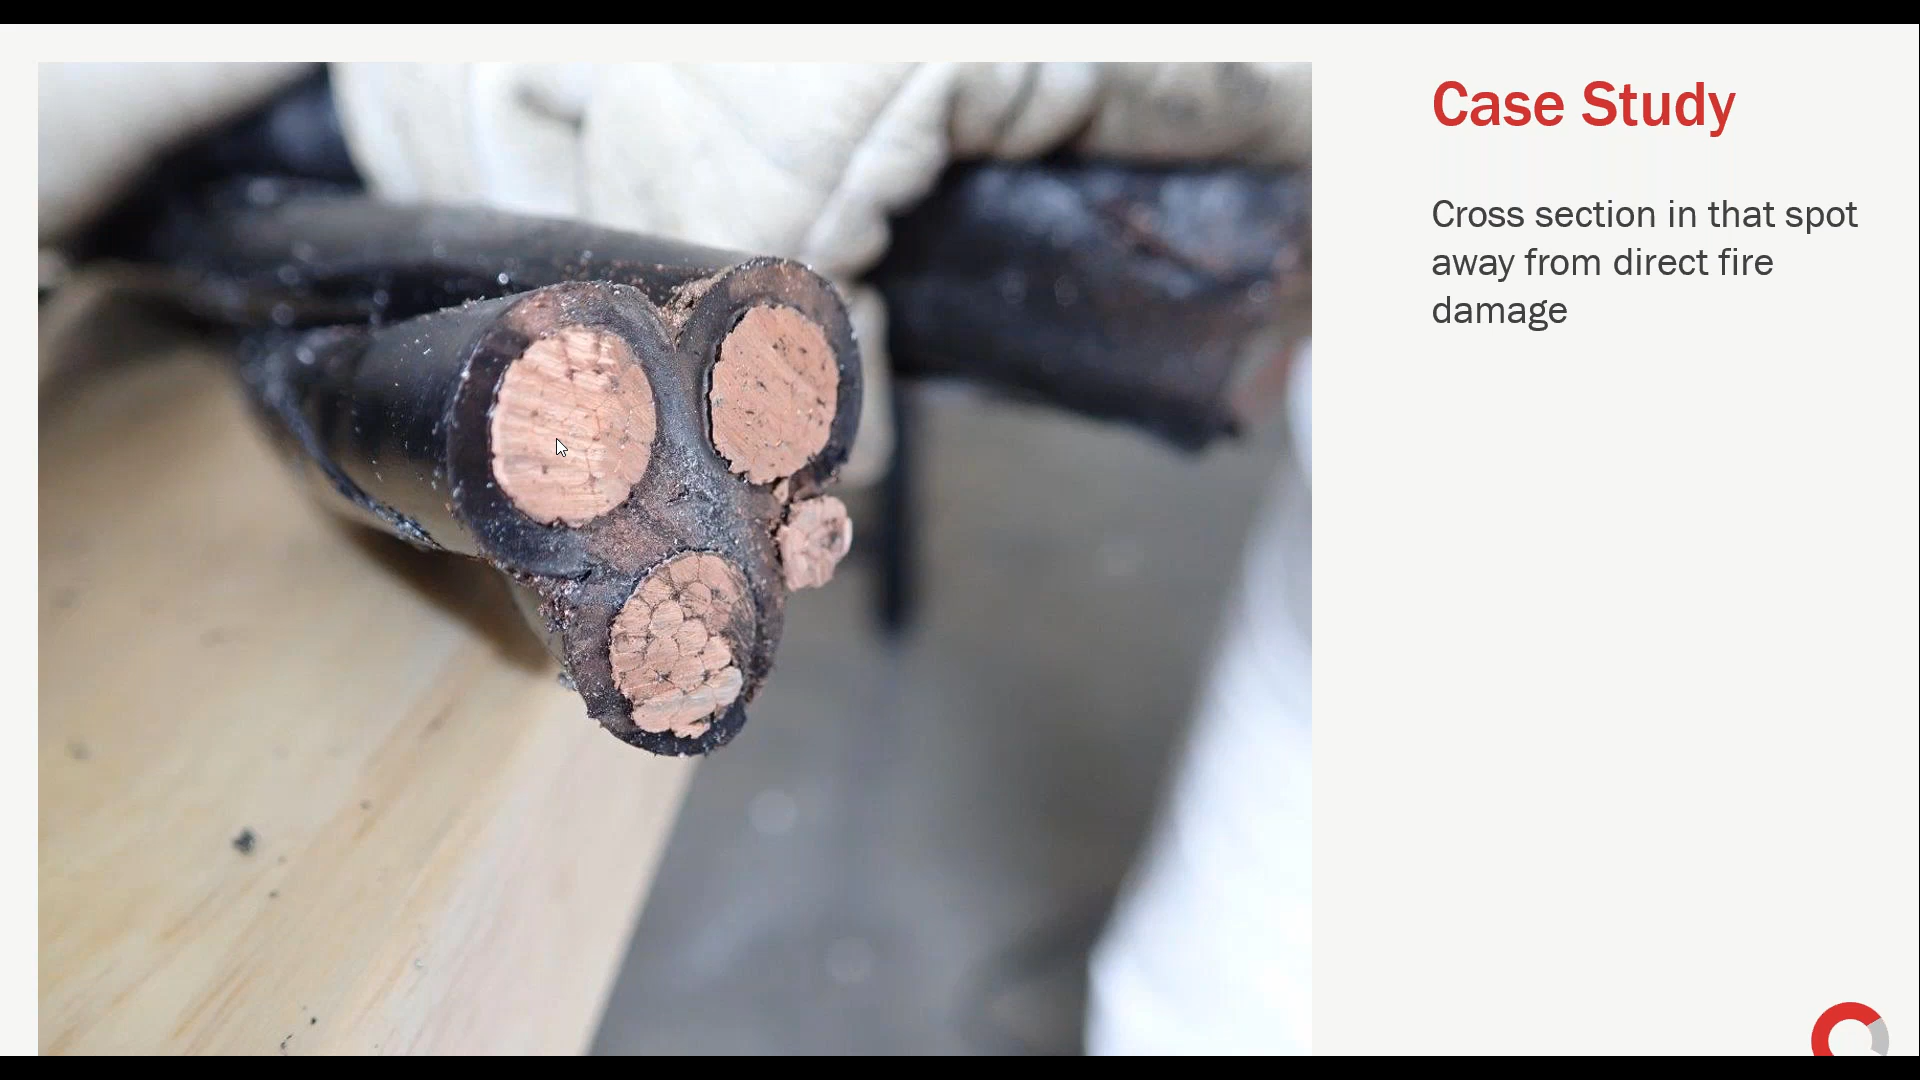 Case Study
Cross section in that spot
away from direct fire
damage